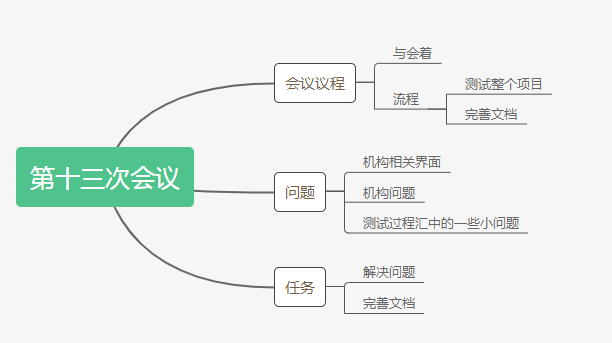 第十三次会议
会议议程
与会着
流程
测试整个项目
完善文档
问题
机构相关界面
机构问题
测试过程汇中的一些小问题
任务
解决问题
完善文档